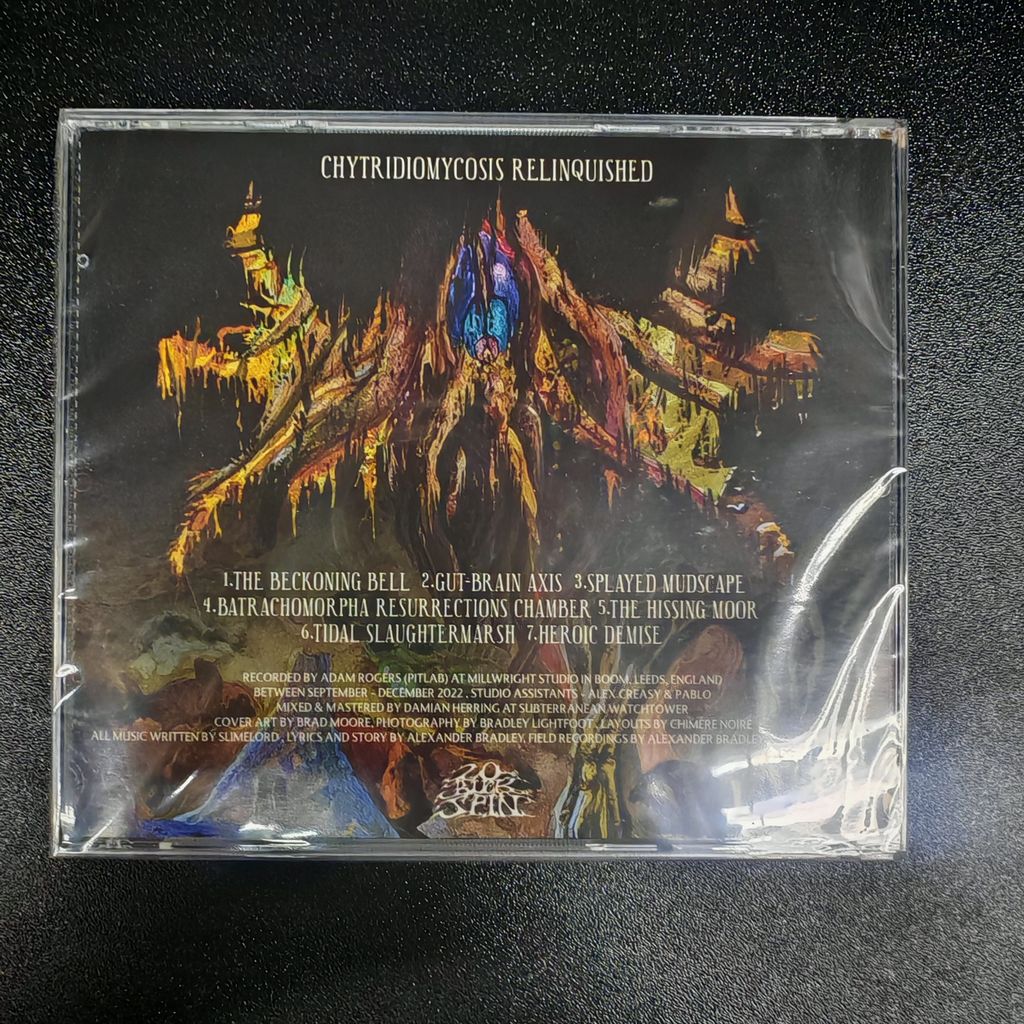 CHYTRIDIOMYCOSIS RELINQUISHED
1.THE BECKONING BELL 2.GUT-BRAIN AXIS 3.SPLAYED MUDSCAPE
4.BATRACHOMORPHA RESURRECTIONS CHAMBER 5.THE HISSING MOOR
6.TIDAL SLAUGHTERMARSH 7.HEROIC DEMISE
RECORDED BY ADAM ROGERS (PITLAB) AT MILLWRIGHT STUDIO IN BOOM, LEEDS, ENGLAND
BETWEEN SEPTEMBER - DECEMBER 2022, STUDIO ASSISTANTS - ALEX CREASY & PABLO
MIXED & MASTERED BY DAMIAN HERRING AT SUBTERRANEAN WATCHTOWER
COVER ART BY BRAD MOORE, PHOTOGRAPHY BY BRADLEY LIGHTFOOT, LAYOUTS BY CHIMÈRE NOIRE
ALL MUSIC WRITTEN BY SLIMELORD, LYRICS AND STORY BY ALEXANDER BRADLEY, FIELD RECORDINGS BY ALEXANDER BRADLE
20
BUCK
SPIN